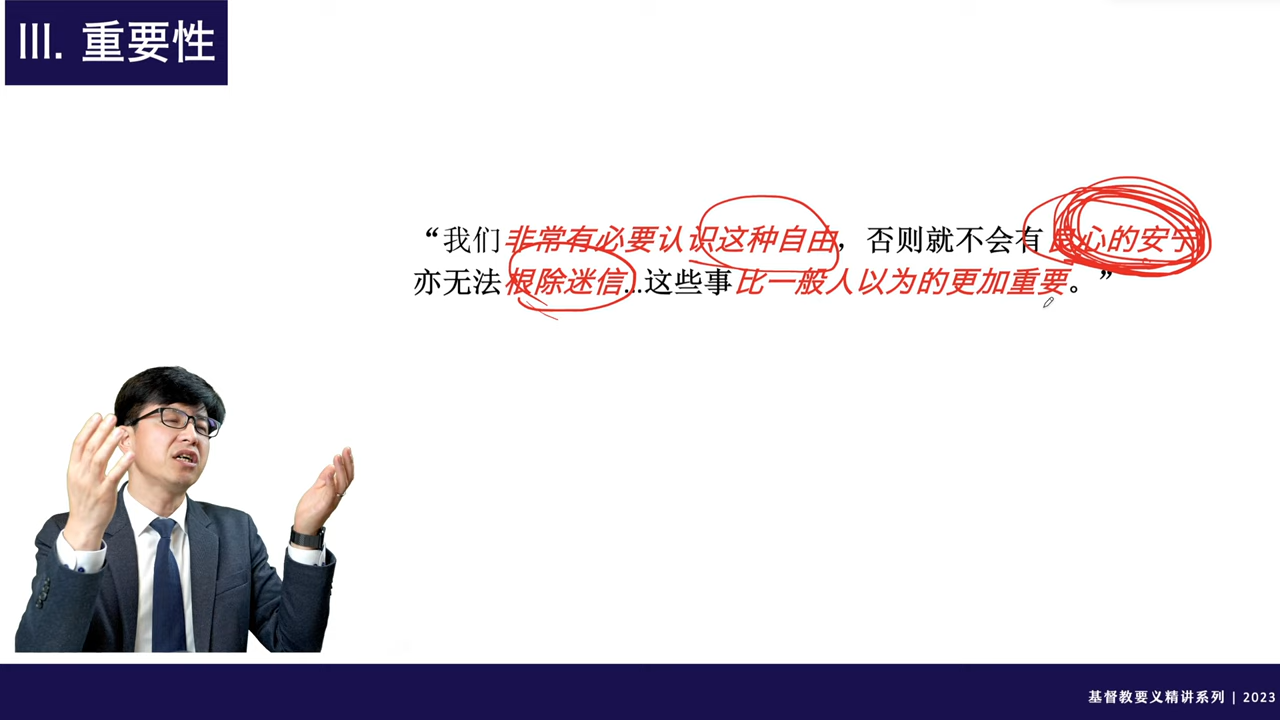 III. 重要性
“我们非常有必要认识这种自由，否则就不会有良心的安宁
亦无法根除迷信...这些事比一般人以为的更加重要。”
基督教要义精讲系列 | 2023